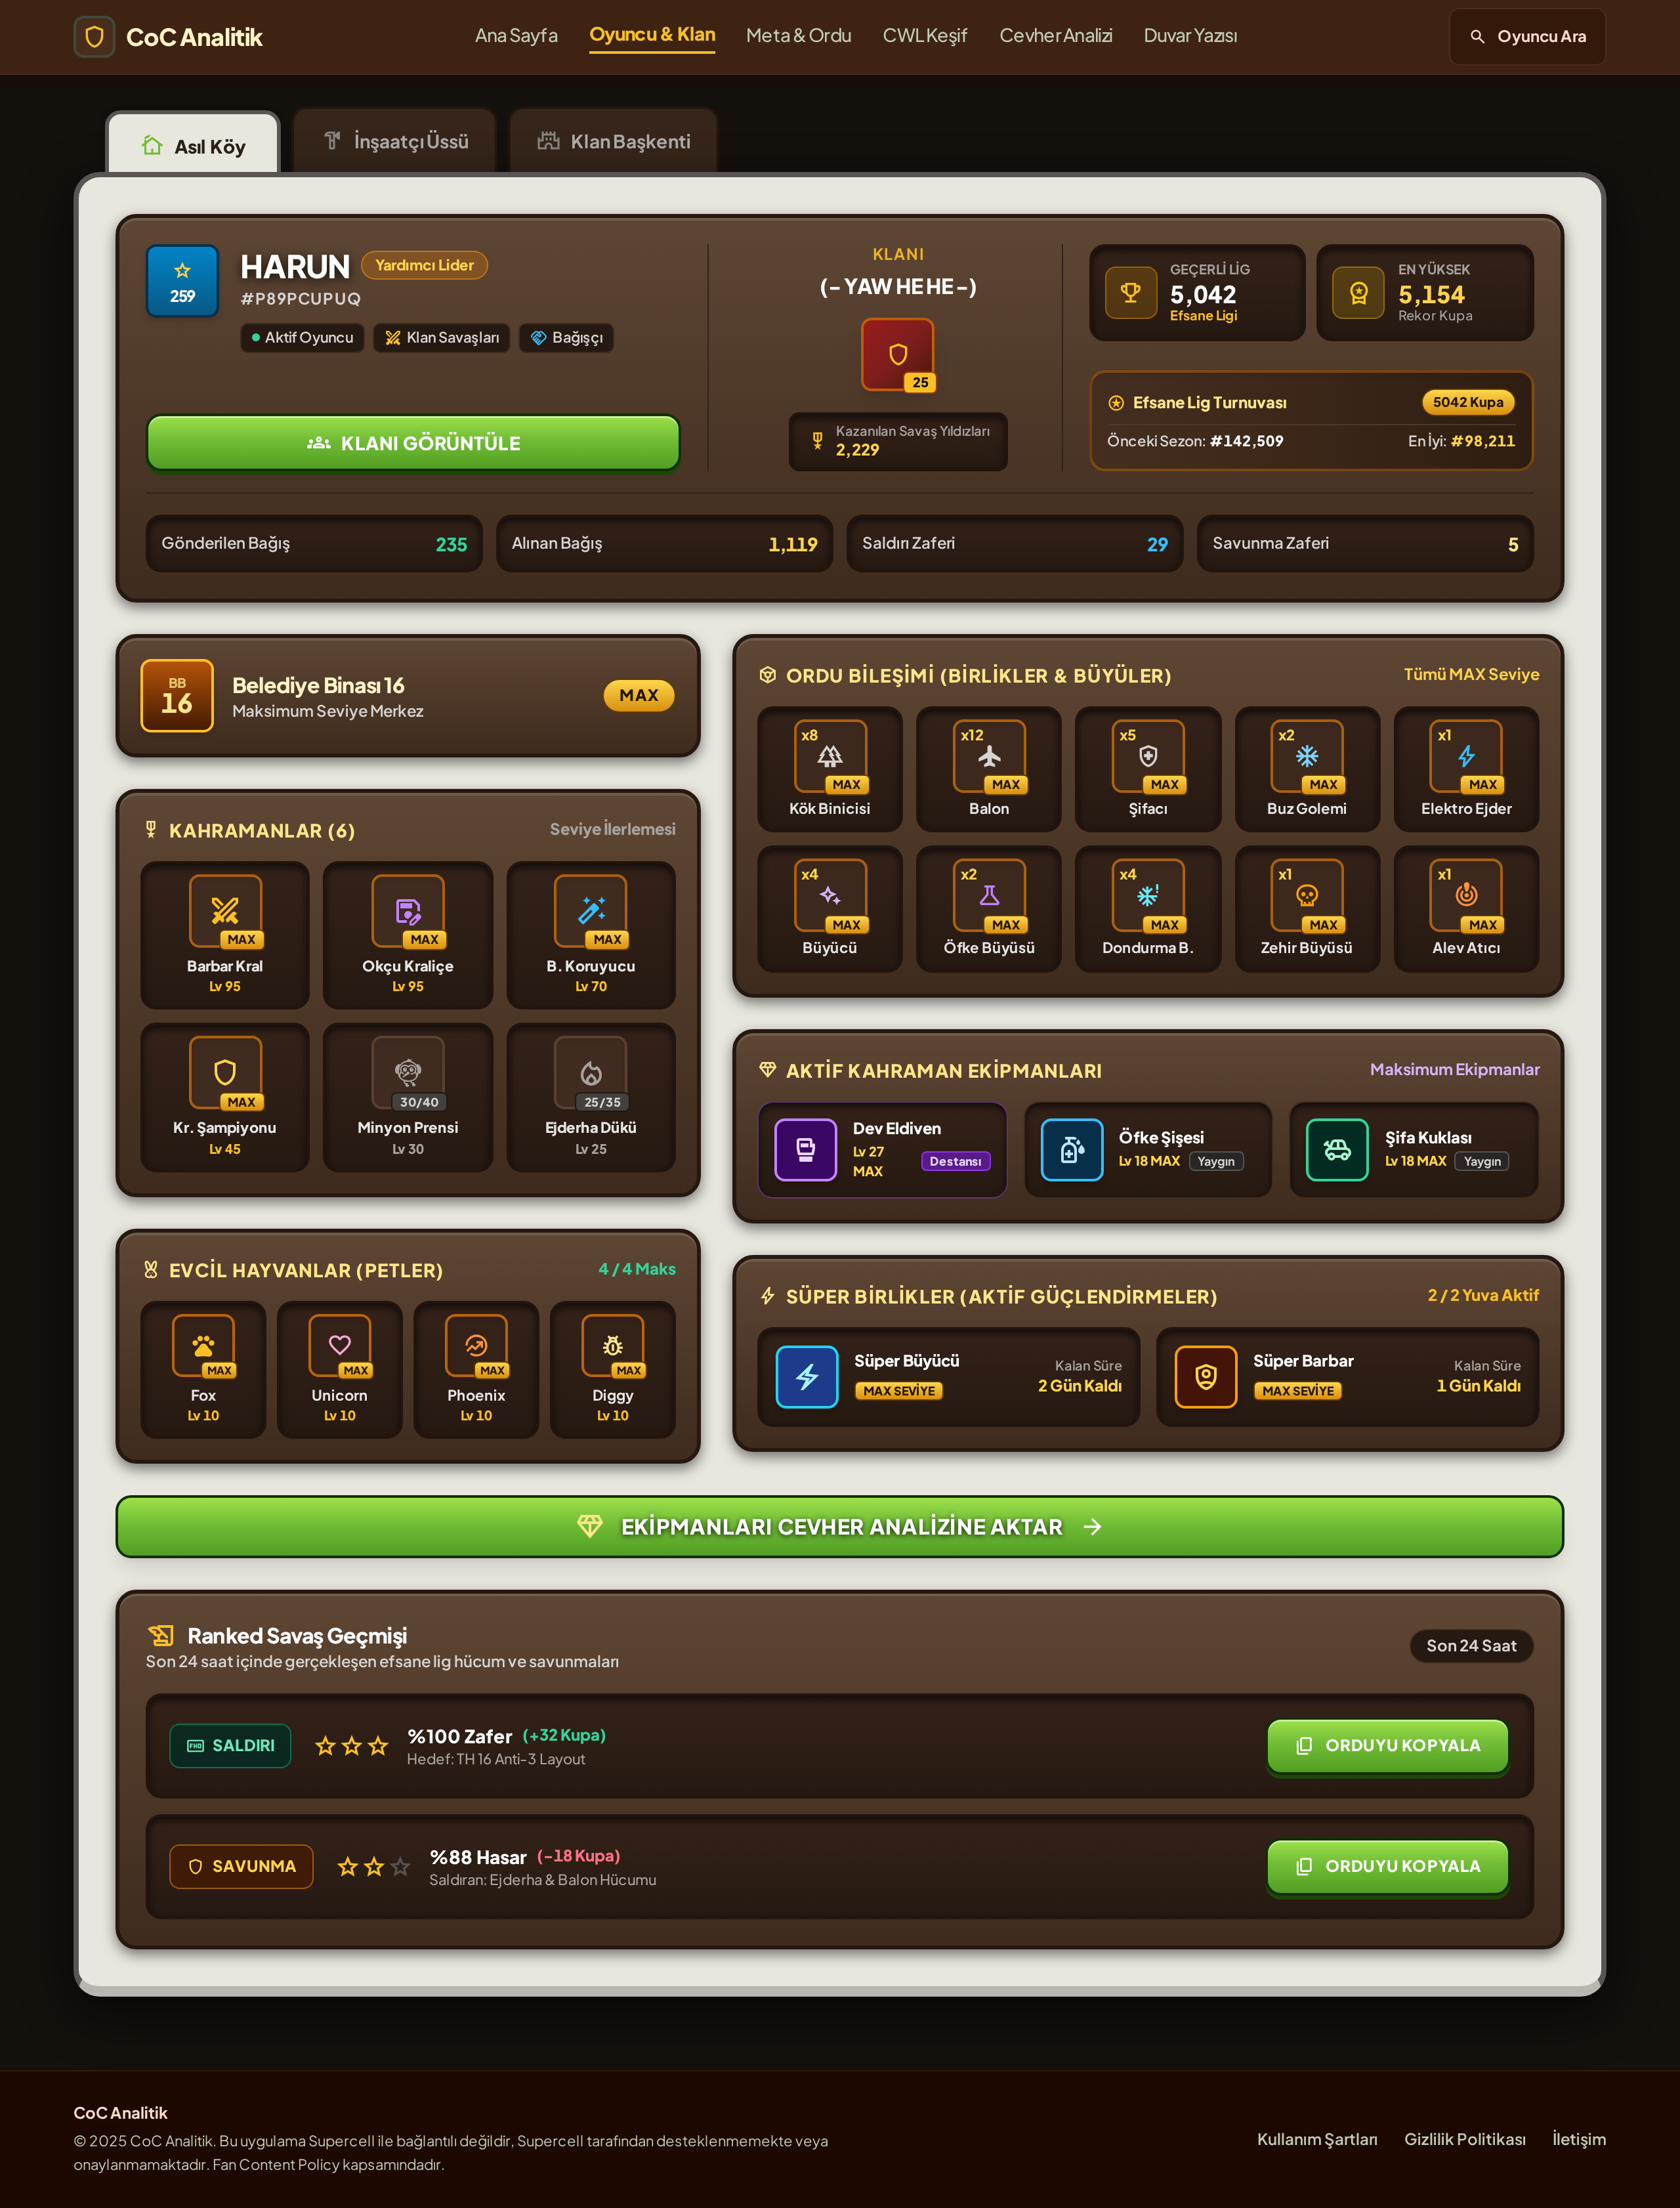 CoC Analitik
Ana Sayfa
Oyuncu & Klan
Meta & Ordu
CWL Keşif
Cevher Analizi
Duvar Yazısı
Oyuncu Ara
Asıl Köy
İnşaatçı Üssü
Klan Başkenti
259
HARUN
Yardımcı Lider
#P89PCUPUQ
Aktif Oyuncu
Klan Savaşları
Bağışçı
KLANI GÖRÜNTÜLE
KLANI
(- YAW HE HE -)
25
Kazanılan Savaş Yıldızları
2,229
GEÇERLİ LİG
5,042
Efsane Ligi
EN YÜKSEK
5,154
Rekor Kupa
Efsane Lig Turnuvası
5042 Kupa
Önceki Sezon: #142,509
En İyi: #98,211
Gönderilen Bağış
235
Alınan Bağış
1,119
Saldırı Zaferi
29
Savunma Zaferi
5
BB
16
Belediye Binası 16
Maksimum Seviye Merkez
MAX
KAHRAMANLAR (6)
Seviye İlerlemesi
MAX
Barbar Kral
Lv 95
MAX
Okçu Kraliçe
Lv 95
MAX
B. Koruyucu
Lv 70
MAX
Kr. Şampiyonu
Lv 45
30/40
Minyon Prensi
Lv 30
25/35
Ejderha Dükü
Lv 25
EVCİL HAYVANLAR (PETLER)
4 / 4 Maks
MAX
Fox
Lv 10
MAX
Unicorn
Lv 10
MAX
Phoenix
Lv 10
MAX
Diggy
Lv 10
ORDU BİLEŞİMİ (BİRLİKLER & BÜYÜLER)
Tümü MAX Seviye
x8
MAX
Kök Binicisi
x12
MAX
Balon
x5
MAX
Şifacı
x2
MAX
Buz Golemi
x1
MAX
Elektro Ejder
x4
MAX
Büyücü
x2
MAX
Öfke Büyüsü
x4
MAX
Dondurma B.
x1
MAX
Zehir Büyüsü
x1
MAX
Alev Atıcı
AKTİF KAHRAMAN EKİPMANLARI
Maksimum Ekipmanlar
Dev Eldiven
Lv 27
MAX
Destansı
Öfke Şişesi
Lv 18 MAX
Yaygın
Şifa Kuklası
Lv 18 MAX
Yaygın
SÜPER BİRLİKLER (AKTİF GÜÇLENDİRMELER)
2 / 2 Yuva Aktif
Süper Büyücü
MAX SEVİYE
Kalan Süre
2 Gün Kaldı
Süper Barbar
MAX SEVİYE
Kalan Süre
1 Gün Kaldı
EKİPMANLARI CEVHER ANALİZİNE AKTAR
Ranked Savaş Geçmişi
Son 24 saat içinde gerçekleşen efsane lig hücum ve savunmaları
Son 24 Saat
SALDIRI
%100 Zafer (+32 Kupa)
Hedef: TH 16 Anti-3 Layout
ORDUYU KOPYALA
SAVUNMA
%88 Hasar (-18 Kupa)
Saldıran: Ejderha & Balon Hücumu
ORDUYU KOPYALA
CoC Analitik
© 2025 CoC Analitik. Bu uygulama Supercell ile bağlantılı değildir, Supercell tarafından desteklenmemekte veya
onaylanmamaktadır. Fan Content Policy kapsamındadır.
Kullanım Şartları
Gizlilik Politikası
İletişim